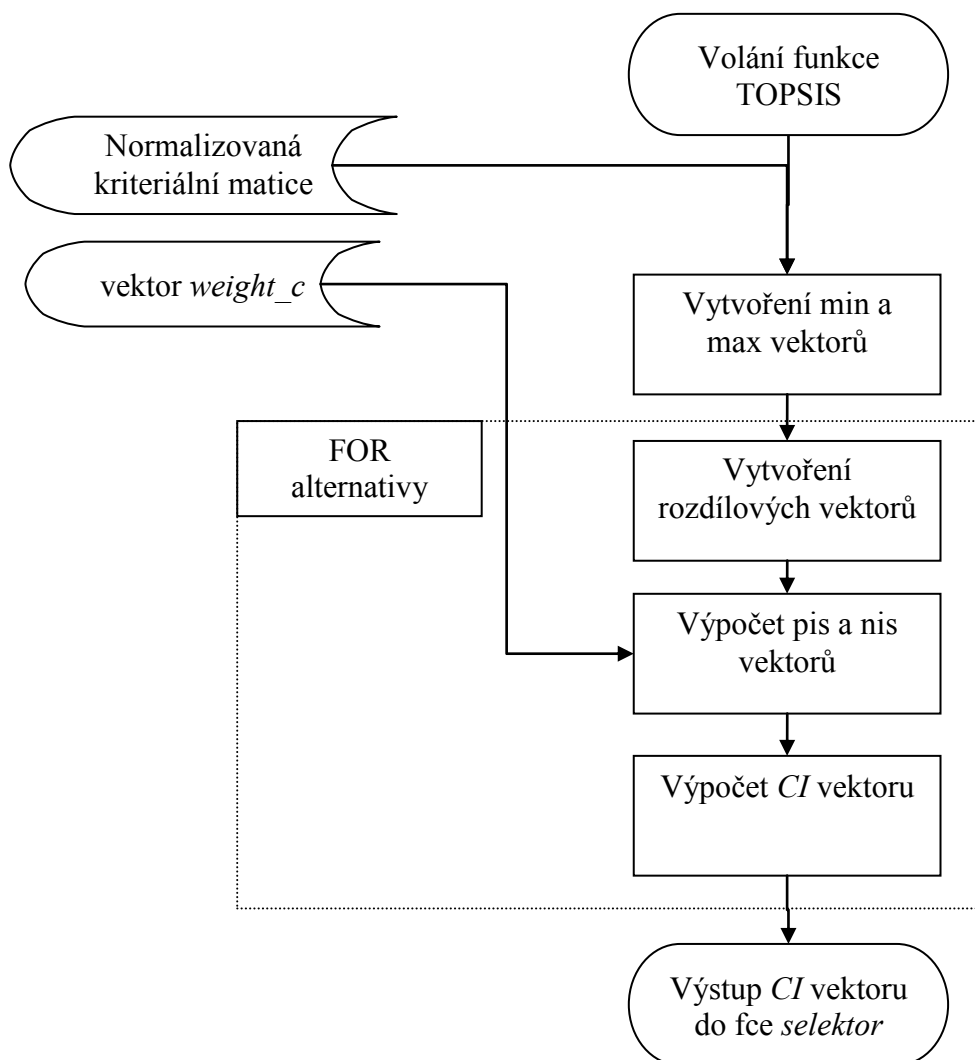 Volání funkce
TOPSIS
Normalizovaná
kriteriální matice
vektor weight_c
Vytvoření min a
max vektorů
FOR
alternativy
Vytvoření
rozdílových vektorů
Výpočet pis a nis
vektorů
Výpočet CI vektoru
Výstup CI vektoru
do fce selektor